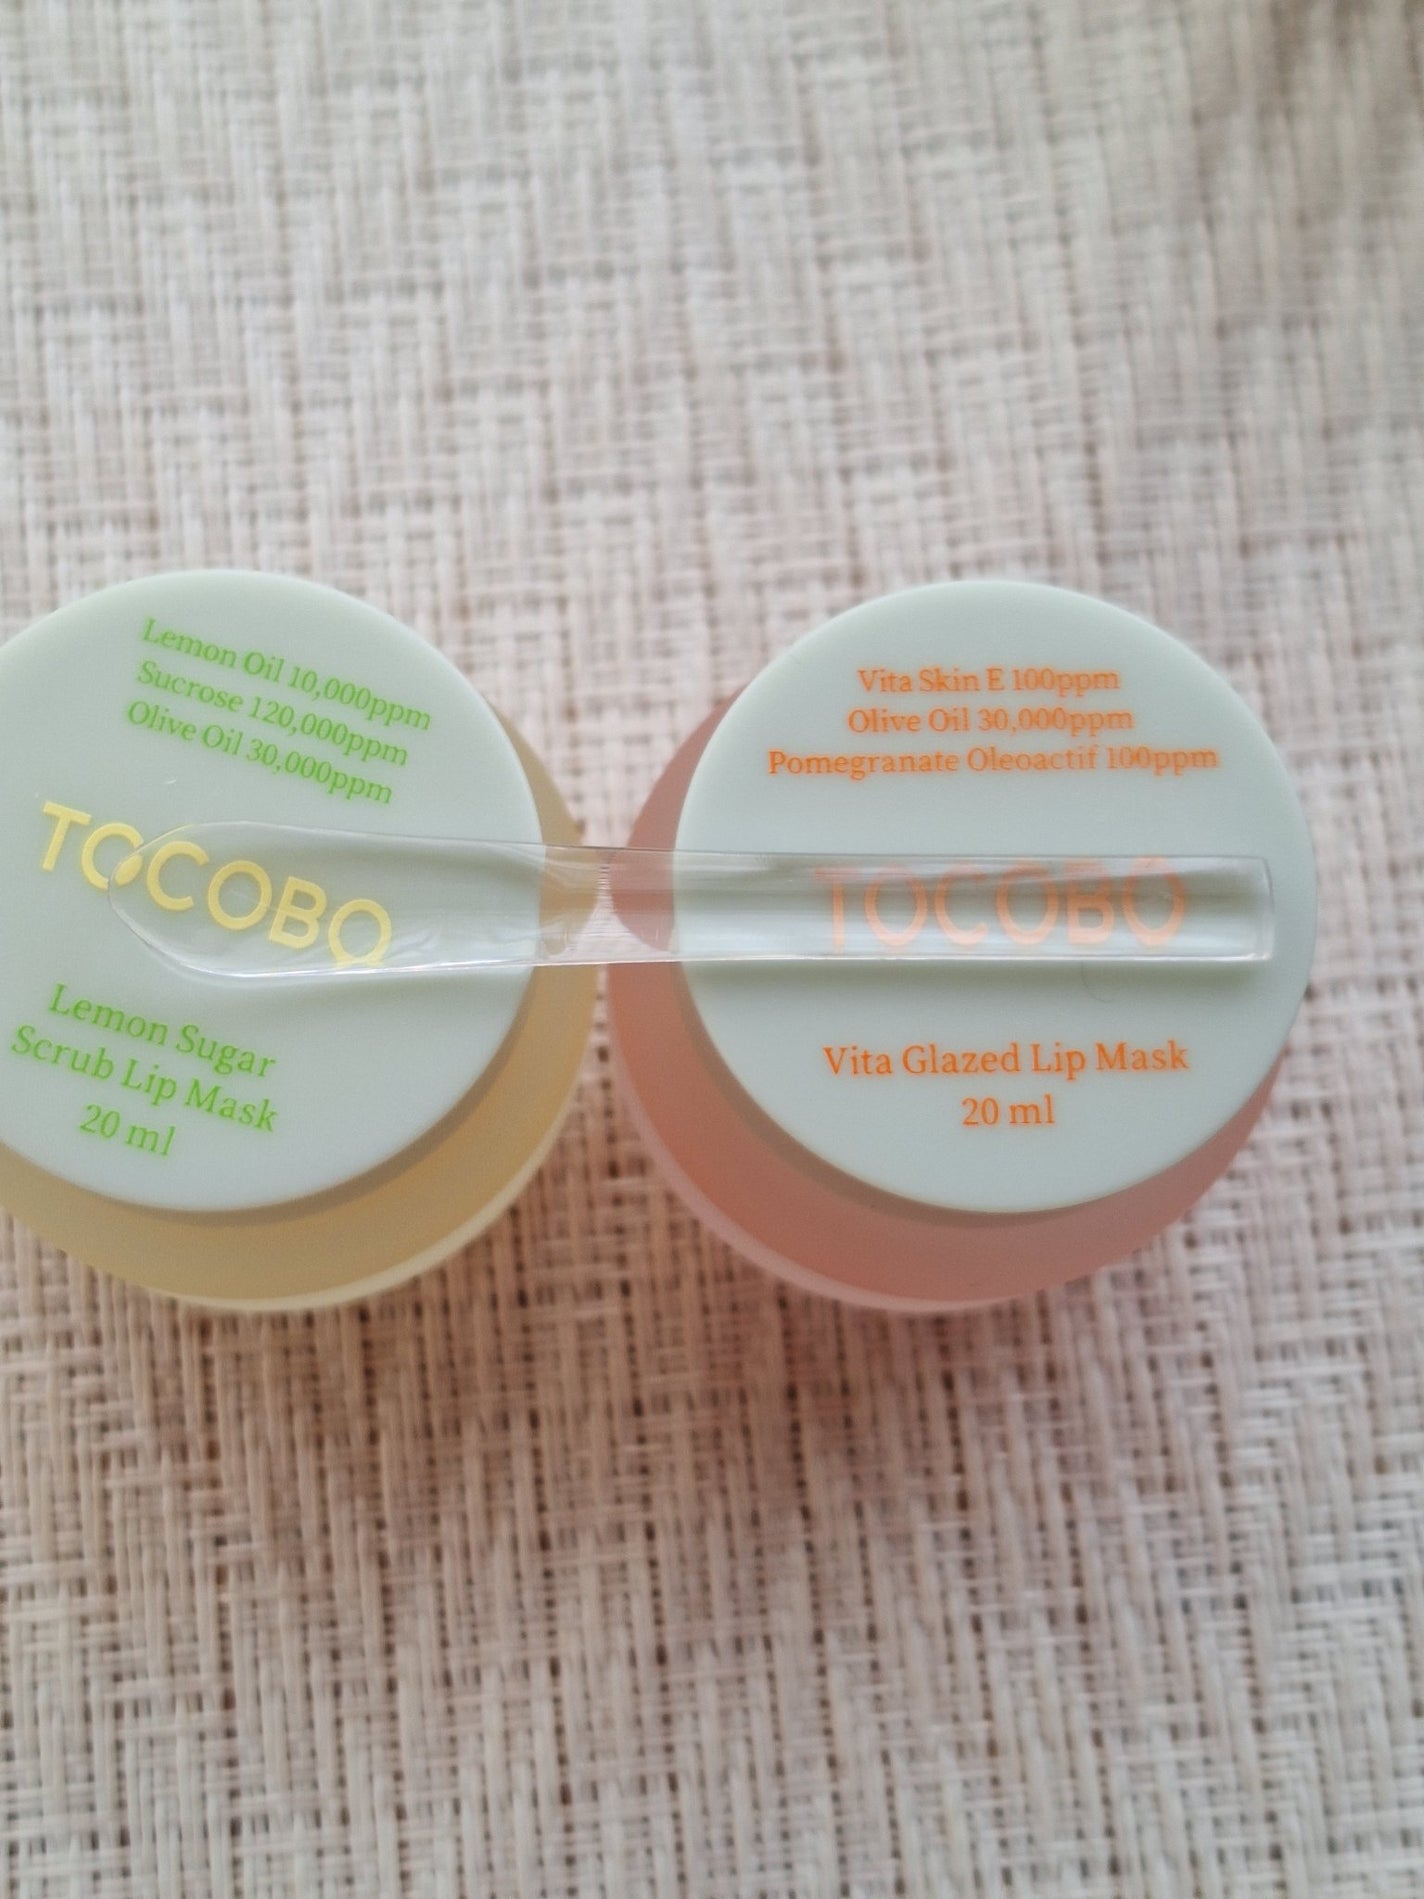 Lemon Oil 10,000ppm
Sucrose 120,000ppm
Olive Oil 30,000ppm
TOCOBO
Lemon Sugar
Scrub Lip Mask
20 ml
Vita Skin E 100ppm
Olive Oil 30,000ppm
Pomegranate Oleoactif 100ppm
TOCOBO
Vita Glazed Lip Mask
20 ml